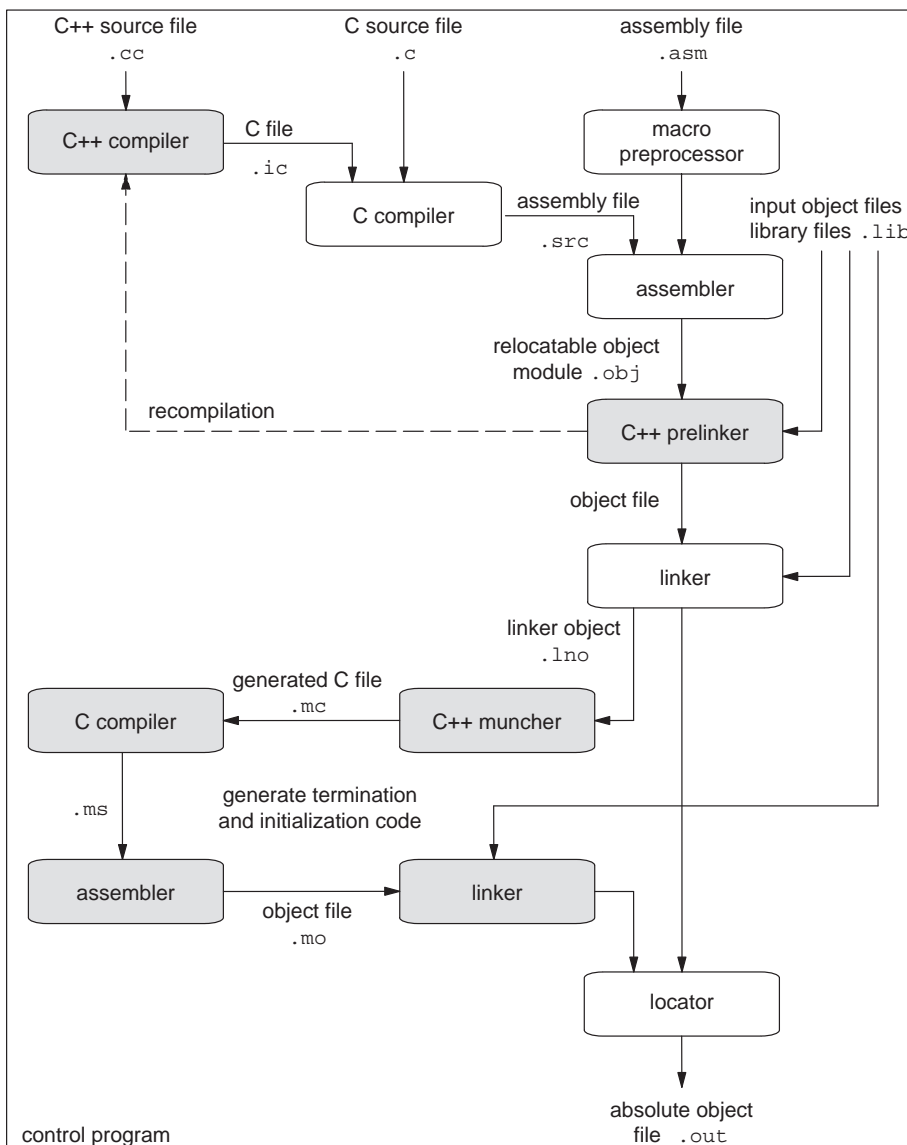 C++ source file
.cc
C source file
.c
assembly file
.asm
C++ compiler
C file
.ic
macro
preprocessor
C compiler
assembly file
.src
input object files
library files .lib
assembler
relocatable object
module .obj
recompilation
C++ prelinker
object file
linker
linker object
.lno
generated C file
.mc
C compiler
C++ muncher
.ms
generate termination
and initialization code
assembler
object file
.mo
linker
locator
absolute object
file .out
control program